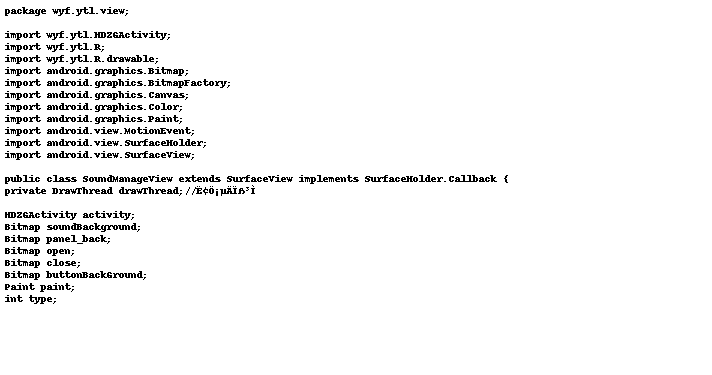 package wyf.ytl.view;

import wyf.ytl.HDZGActivity;
import wyf.ytl.R;
import wyf.ytl.R.drawable;
import android.graphics.Bitmap;
import android.graphics.BitmapFactory;
import android.graphics.Canvas;
import android.graphics.Color;
import android.graphics.Paint;
import android.view.MotionEvent;
import android.view.SurfaceHolder;
import android.view.SurfaceView;

public class SoundManageView extends SurfaceView implements SurfaceHolder.Callback {
private DrawThread drawThread;

HDZGActivity activity;
Bitmap soundBackground;
Bitmap panel_back;
Bitmap open;
Bitmap close;
Bitmap buttonBackGround;
Paint paint;
int type;